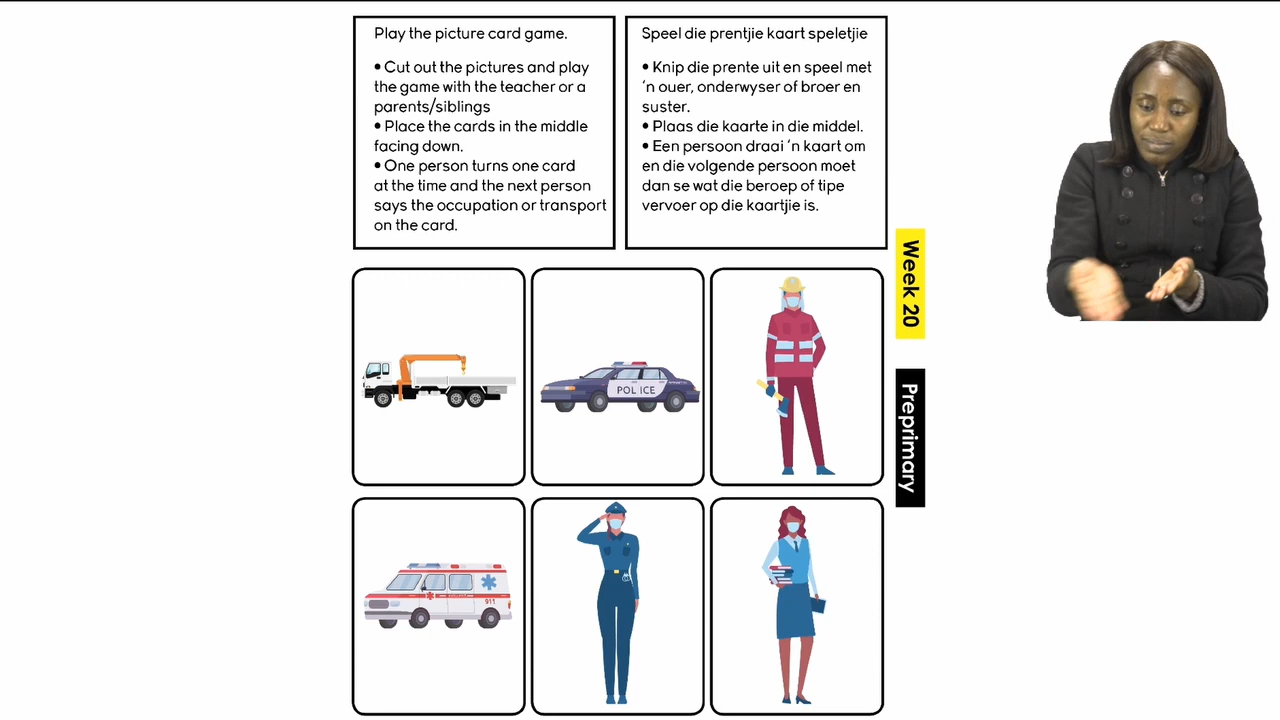 Play the picture card game.
• Cut out the pictures and play
the game with the teacher or a
parents/siblings
• Place the cards in the middle
facing down.
• One person turns one card
at the time and the next person
says the occupation or transport
on the card.
Speel die prentjie kaart speletjie
• Knip die prente uit en speel met
'n ouer, onderwyser of broer en
suster.
• Plaas die kaarte in die middel.
• Een persoon draai 'n kaart om
en die volgende persoon moet
dan se wat die beroep of tipe
vervoer op die kaartjie is.
Week 20
Preprimary
POL ICE
911